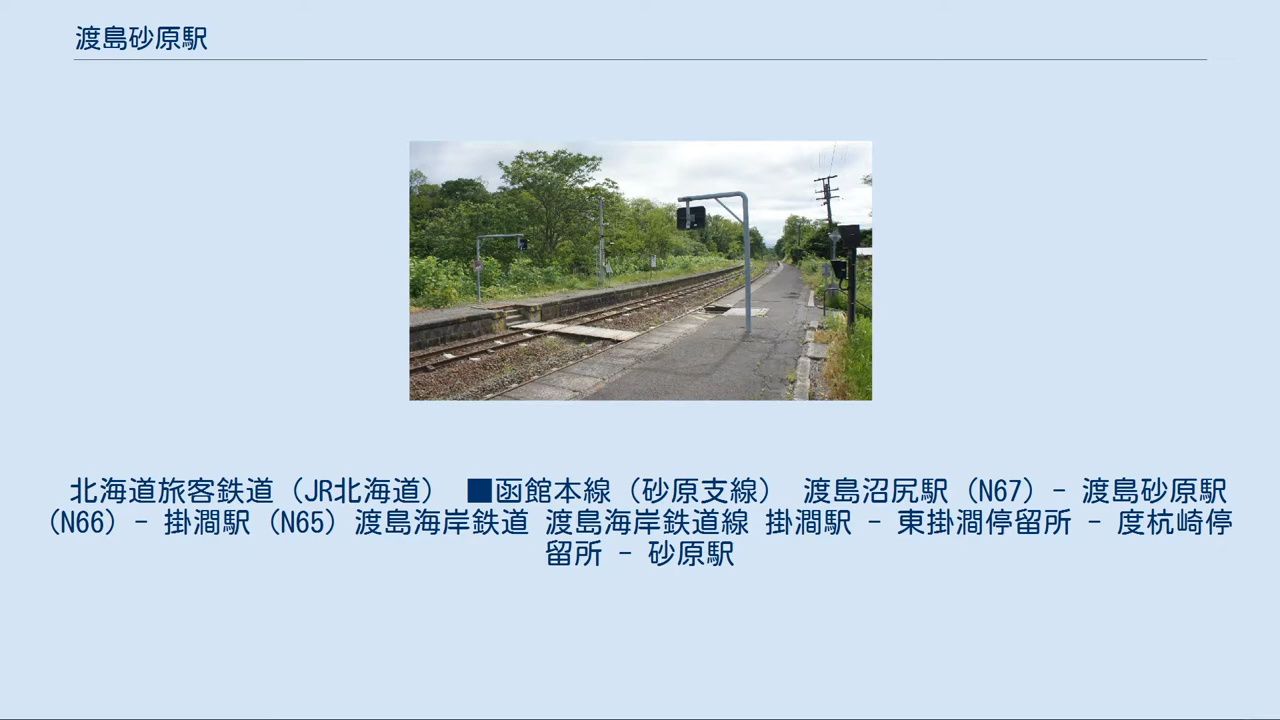 渡島砂原駅
北海道旅客鉄道（JR北海道） ■函館本線（砂原支線） 渡島沼尻駅（N67）- 渡島砂原駅
（N66）- 掛澗駅（N65）渡島海岸鉄道 渡島海岸鉄道線 掛澗駅 - 東掛澗停留所 - 度杭崎停
留所 - 砂原駅